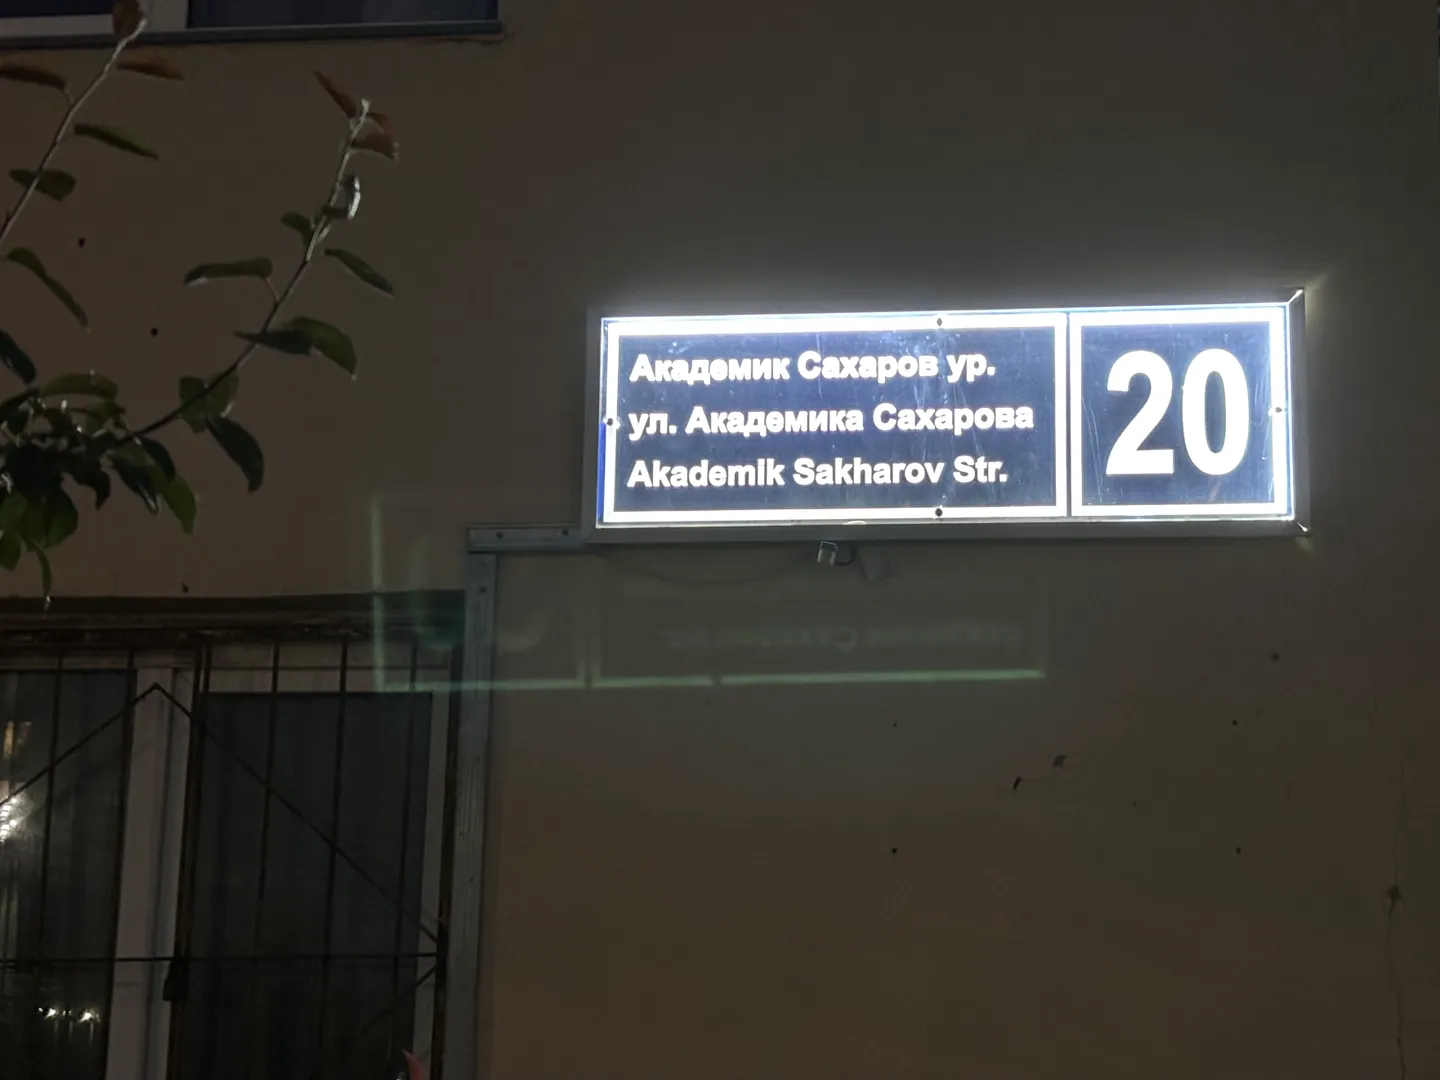 Академик Сахаров ур.
ул. Академика Сахарова
Akademik Sakharov Str.
20